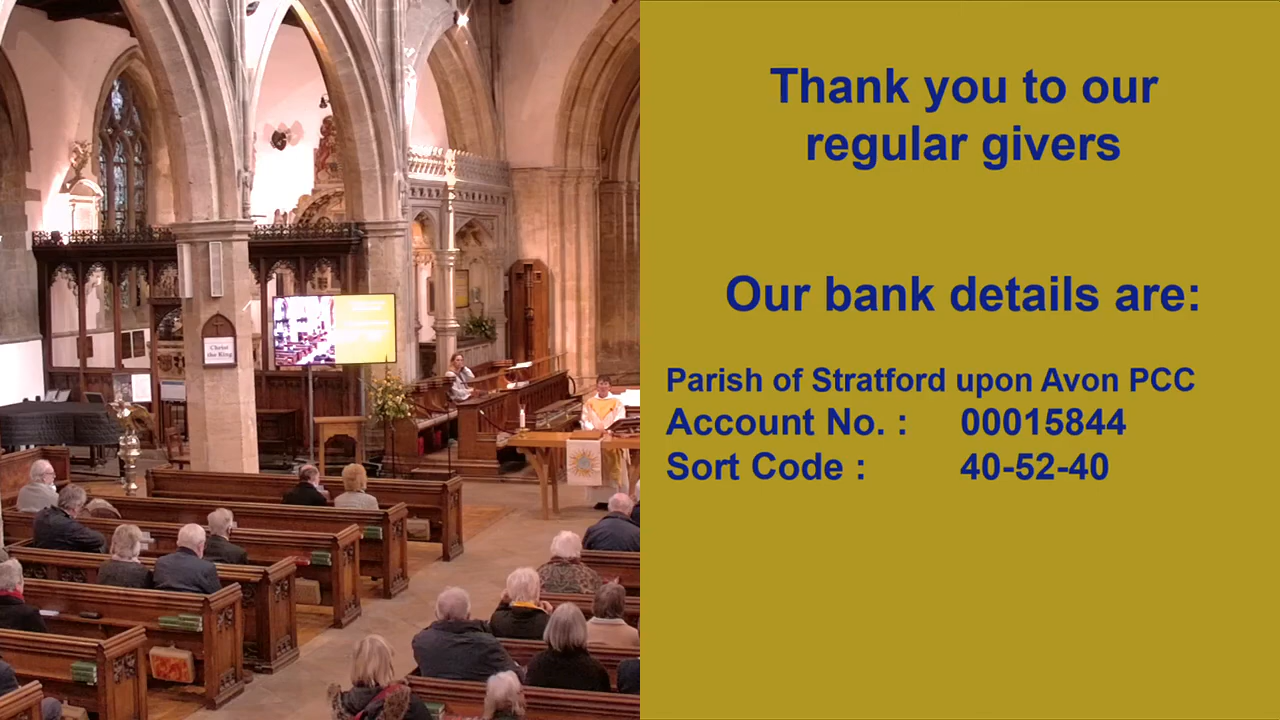 Christ
the King
Thank you to our
regular givers
Our bank details are:
Parish of Stratford upon Avon PCC
Account No. : 00015844
Sort Code : 40-52-40